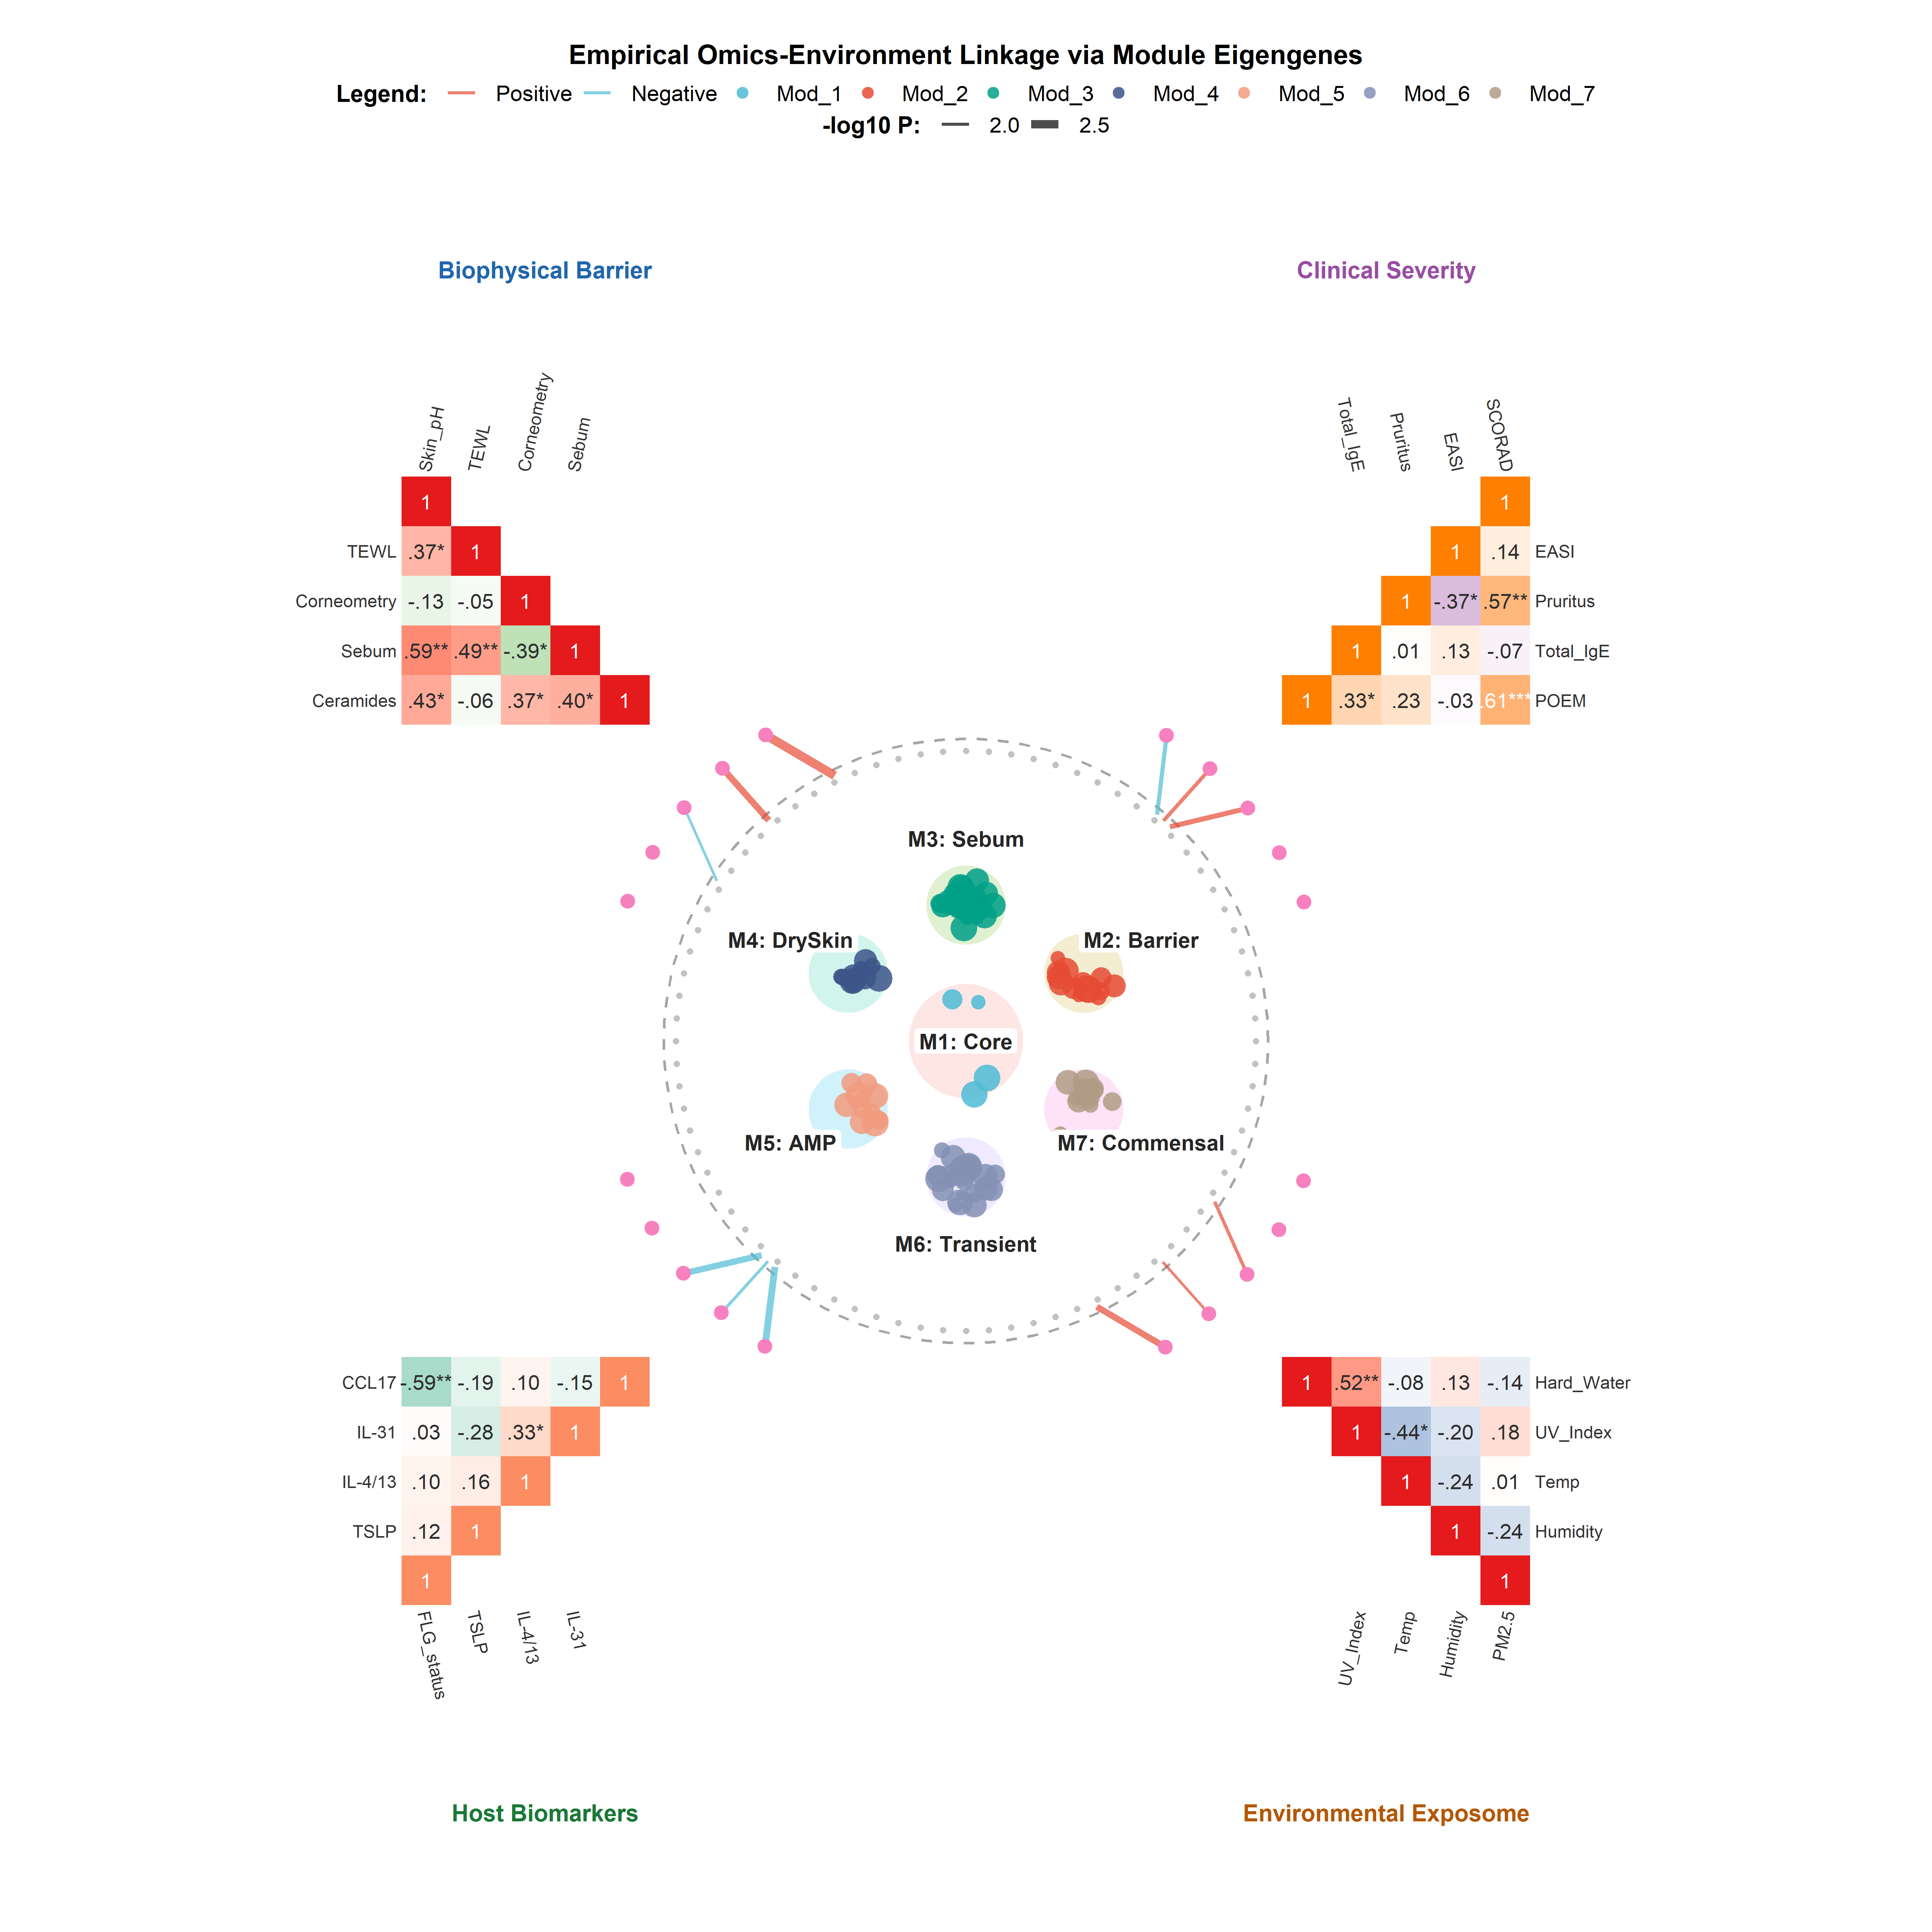 Empirical Omics-Environment Linkage via Module Eigengenes
Legend: Positive Negative Mod_1 Mod_2 Mod_3 Mod_4 Mod_5 Mod_6 Mod_7
-log10 P: 2.0 2.5
Biophysical Barrier
Skin_pH TEWL Corneometry Sebum
1
TEWL .37* 1
Corneometry -.13 -.05 1
Sebum .59** .49** -.39* 1
Ceramides .43* -.06 .37* .40* 1
Clinical Severity
Total_IgE Pruritus EASI SCORAD
1
1 .14 EASI
1 -.37* .57** Pruritus
1 .01 .13 -.07 Total_IgE
1 .33* .23 -.03 .61*** POEM
M3: Sebum
M4: DrySkin
M2: Barrier
M1: Core
M5: AMP
M7: Commensal
M6: Transient
CCL17 -.59** -.19 .10 -.15 1
IL-31 .03 -.28 .33* 1
IL-4/13 .10 .16 1
TSLP .12 1
1
FLG_status TSLP IL-4/13 IL-31
Host Biomarkers
1 .52** -.08 .13 -.14 Hard_Water
1 -.44* -.20 .18 UV_Index
1 -.24 .01 Temp
1 -.24 Humidity
1
UV_Index Temp Humidity PM2.5
Environmental Exposome